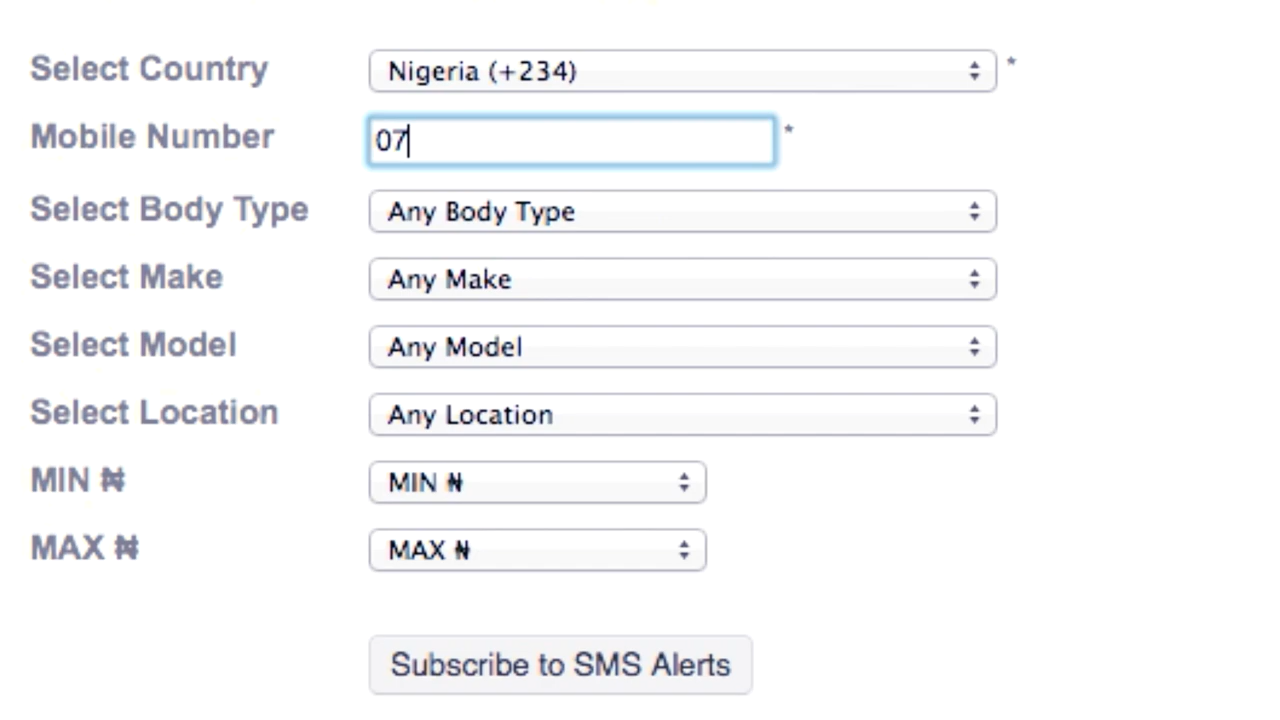 Select Country Nigeria (+234) *
Mobile Number 07 *
Select Body Type Any Body Type
Select Make Any Make
Select Model Any Model
Select Location Any Location
MIN ₦ MIN ₦
MAX ₦ MAX ₦
Subscribe to SMS Alerts